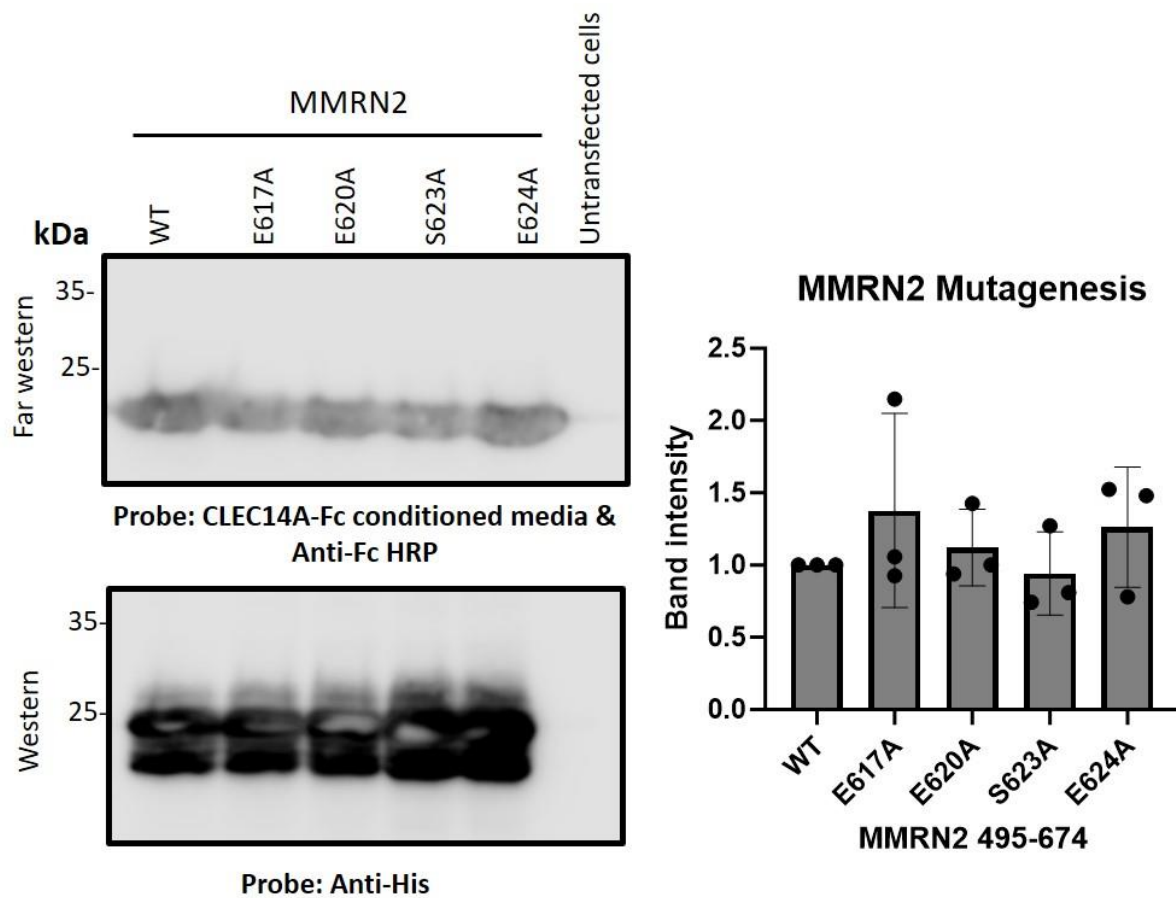 MMRN2
WT
E617A
E620A
S623A
E624A
Untransfected cells
kDa
35-
25-
Far western
Probe: CLEC14A-Fc conditioned media &
Anti-Fc HRP
35-
25-
Western
Probe: Anti-His
MMRN2 Mutagenesis
Band intensity
2.5
2.0
1.5
1.0
0.5
0.0
WT
E617A
E620A
S623A
E624A
MMRN2 495-674